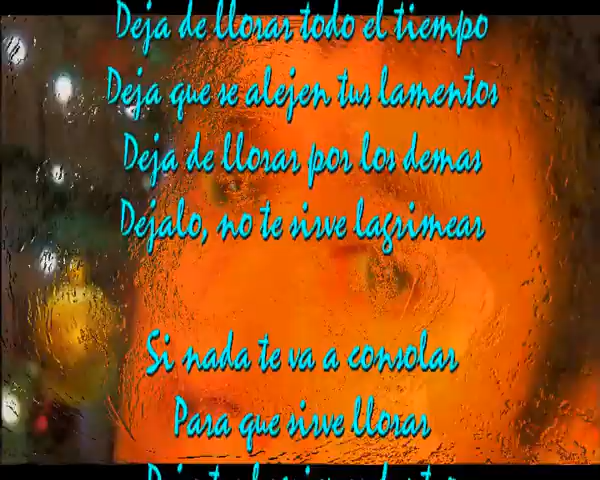 Deja de llorar todo el tiempo
Deja que se alejen tus lamentos
Deja de llorar por los demas
Dejalo, no te sirve lagrimear
Si nada te va a consolar
Para que sirve llorar